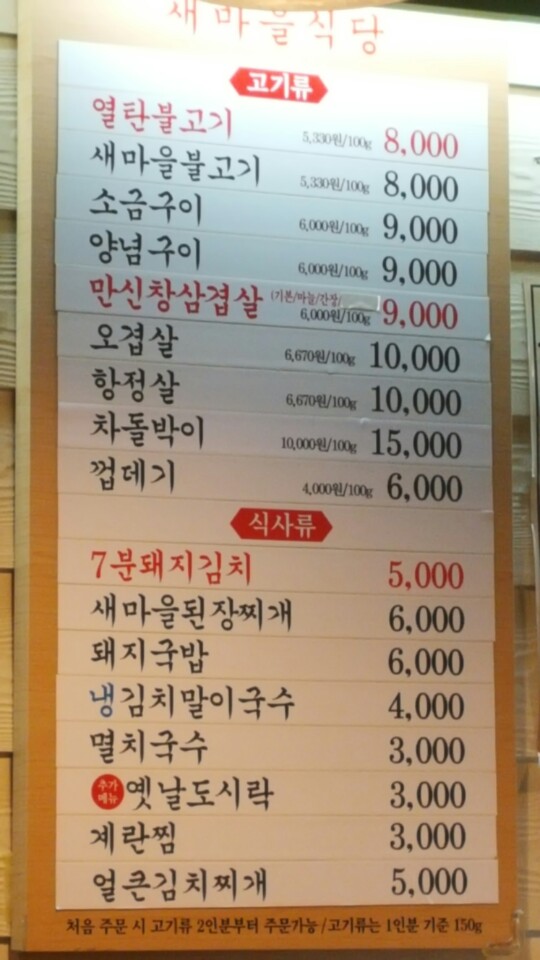 새마을식당
고기류
열탄불고기 5,330원/100g 8,000
새마을불고기 5,330원/100g 8,000
소금구이 6,000원/100g 9,000
양념구이 6,000원/100g 9,000
만신창삼겹살 (기본/마늘/간장/ 6,000원/100g 9,000
오겹살 6,670원/100g 10,000
항정살 6,670원/100g 10,000
차돌박이 10,000원/100g 15,000
껍데기 4,000원/100g 6,000
식사류
7분돼지김치 5,000
새마을된장찌개 6,000
돼지국밥 6,000
냉김치말이국수 4,000
멸치국수 3,000
추가메뉴 옛날도시락 3,000
계란찜 3,000
얼큰김치찌개 5,000
처음 주문 시 고기류 2인분부터 주문가능/고기류는 1인분 기준 150g